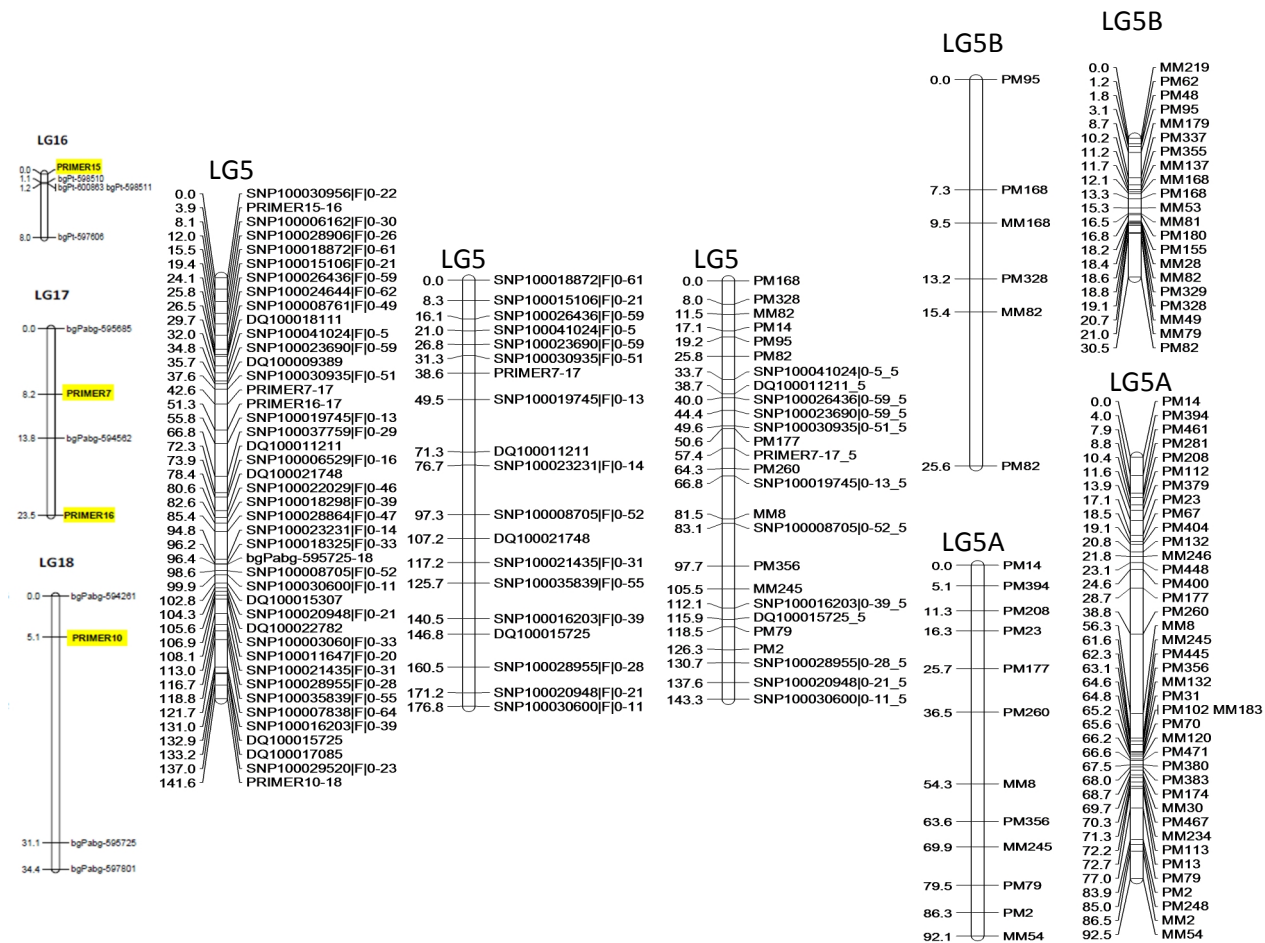 LG16
0.0 PRIMER15
1.1 bgPt-598510
1.2 bgPt-600863 bgPt-598511
8.0 bgPt-597606
LG17
0.0 bgPabg-595685
8.2 PRIMER7
13.8 bgPabg-594562
23.5 PRIMER16
LG18
0.0 bgPabg-594261
5.1 PRIMER10
31.1 bgPabg-595725
34.4 bgPabg-597801
LG5
0.0 SNP100030956|F|0-22
3.9 PRIMER15-16
8.1 SNP100006162|F|0-30
12.0 SNP100028906|F|0-26
15.5 SNP100018872|F|0-61
19.4 SNP100015106|F|0-21
24.1 SNP100026436|F|0-59
25.8 SNP100024644|F|0-62
26.5 SNP100008761|F|0-49
29.7 DQ100018111
32.0 SNP100041024|F|0-5
34.8 SNP100023690|F|0-59
35.7 DQ100009389
37.6 SNP100030935|F|0-51
42.6 PRIMER7-17
51.3 PRIMER16-17
55.8 SNP100019745|F|0-13
66.8 SNP100037759|F|0-29
72.3 DQ100011211
73.9 SNP100006529|F|0-16
78.4 DQ100021748
80.6 SNP100022029|F|0-46
82.6 SNP100018298|F|0-39
85.4 SNP100028864|F|0-47
94.8 SNP100023231|F|0-14
96.2 SNP100018325|F|0-33
96.4 bgPabg-595725-18
98.6 SNP100008705|F|0-52
99.9 SNP100030600|F|0-11
102.8 DQ100015307
104.3 SNP100020948|F|0-21
105.6 DQ100022782
106.9 SNP100003060|F|0-33
108.1 SNP100011647|F|0-20
113.0 SNP100021435|F|0-31
116.7 SNP100028955|F|0-28
118.8 SNP100035839|F|0-55
121.7 SNP100007838|F|0-64
131.0 SNP100016203|F|0-39
132.9 DQ100015725
133.2 DQ100017085
137.0 SNP100029520|F|0-23
141.6 PRIMER10-18
LG5
0.0 SNP100018872|F|0-61
8.3 SNP100015106|F|0-21
16.1 SNP100026436|F|0-59
21.0 SNP100041024|F|0-5
26.8 SNP100023690|F|0-59
31.3 SNP100030935|F|0-51
38.6 PRIMER7-17
49.5 SNP100019745|F|0-13
71.3 DQ100011211
76.7 SNP100023231|F|0-14
97.3 SNP100008705|F|0-52
107.2 DQ100021748
117.2 SNP100021435|F|0-31
125.7 SNP100035839|F|0-55
140.5 SNP100016203|F|0-39
146.8 DQ100015725
160.5 SNP100028955|F|0-28
171.2 SNP100020948|F|0-21
176.8 SNP100030600|F|0-11
LG5
0.0 PM168
8.0 PM328
11.5 MM82
17.1 PM14
19.2 PM95
25.8 PM82
33.7 SNP100041024|0-5_5
38.7 DQ100011211_5
40.0 SNP100026436|0-59_5
44.4 SNP100023690|0-59_5
49.6 SNP100030935|0-51_5
50.6 PM177
57.4 PRIMER7-17_5
64.3 PM260
66.8 SNP100019745|0-13_5
81.5 MM8
83.1 SNP100008705|0-52_5
97.7 PM356
105.5 MM245
112.1 SNP100016203|0-39_5
115.9 DQ100015725_5
118.5 PM79
126.3 PM2
130.7 SNP100028955|0-28_5
137.6 SNP100020948|0-21_5
143.3 SNP100030600|0-11_5
LG5B
0.0 PM95
7.3 PM168
9.5 MM168
13.2 PM328
15.4 MM82
25.6 PM82
LG5A
0.0 PM14
5.1 PM394
11.3 PM208
16.3 PM23
25.7 PM177
36.5 PM260
54.3 MM8
63.6 PM356
69.9 MM245
79.5 PM79
86.3 PM2
92.1 MM54
LG5B
0.0 MM219
1.2 PM62
1.8 PM48
3.1 PM95
8.7 MM179
10.2 PM337
11.2 PM355
11.7 MM137
12.1 MM168
13.3 PM168
15.3 MM53
16.5 MM81
16.8 PM180
18.2 PM155
18.4 MM28
18.6 MM82
18.8 PM329
19.1 PM328
20.7 MM49
21.0 MM79
30.5 PM82
LG5A
0.0 PM14
4.0 PM394
7.9 PM461
8.8 PM281
10.4 PM208
11.6 PM112
13.9 PM379
17.1 PM23
18.5 PM67
19.1 PM404
20.8 PM132
21.8 MM246
23.1 PM448
24.6 PM400
28.7 PM177
38.8 PM260
56.3 MM8
61.6 MM245
62.3 PM445
63.1 PM356
64.6 MM132
64.8 PM31
65.2 PM102 MM183
65.6 PM70
66.2 MM120
66.6 PM471
67.5 PM380
68.0 PM383
68.7 PM174
69.7 MM30
70.3 PM467
71.3 MM234
72.2 PM113
72.7 PM13
77.0 PM79
83.9 PM2
85.0 PM248
86.5 MM2
92.5 MM54